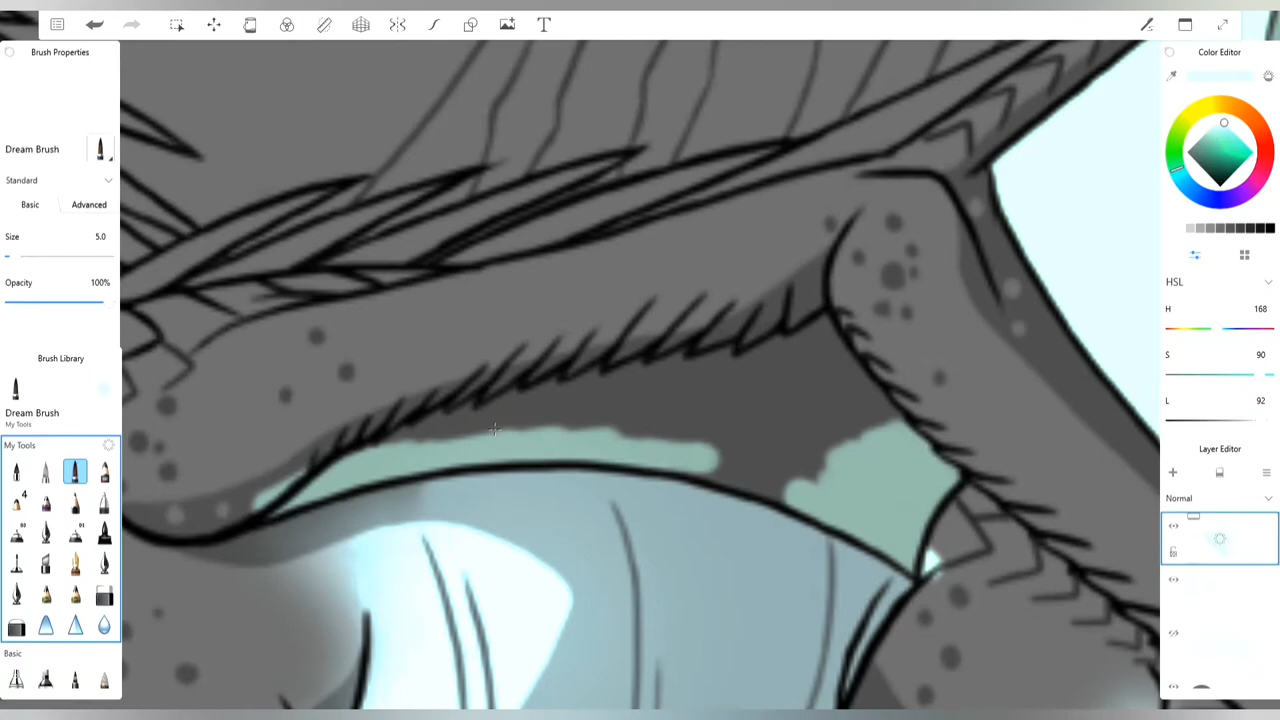 T
Brush Properties
Color Editor
Dream Brush
Standard
Basic Advanced
Size 5.0
Opacity 100%
HSL
H 168
S 90
L 92
Brush Library
Dream Brush
My Tools
My Tools
4
Basic
Layer Editor
Normal